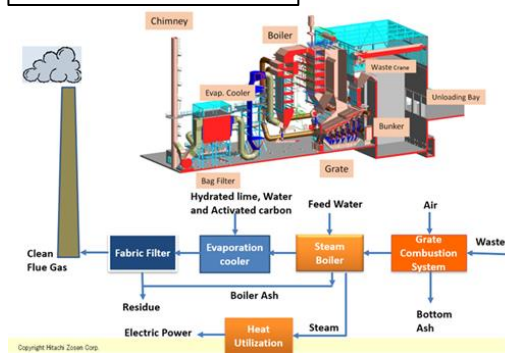 Chimney
Boiler
Waste Crane
Evap. Cooler
Unloading Bay
Bunker
Bag Filter
Grate
Hydrated lime, Water
and Activated carbon
Feed Water
Air
Clean
Flue Gas
Fabric Filter
Evaporation
cooler
Steam
Boiler
Grate
Combustion
System
Waste
Residue
Boiler Ash
Bottom
Ash
Electric Power
Heat
Utilization
Steam
Copyright Hitachi Zosen Corp.